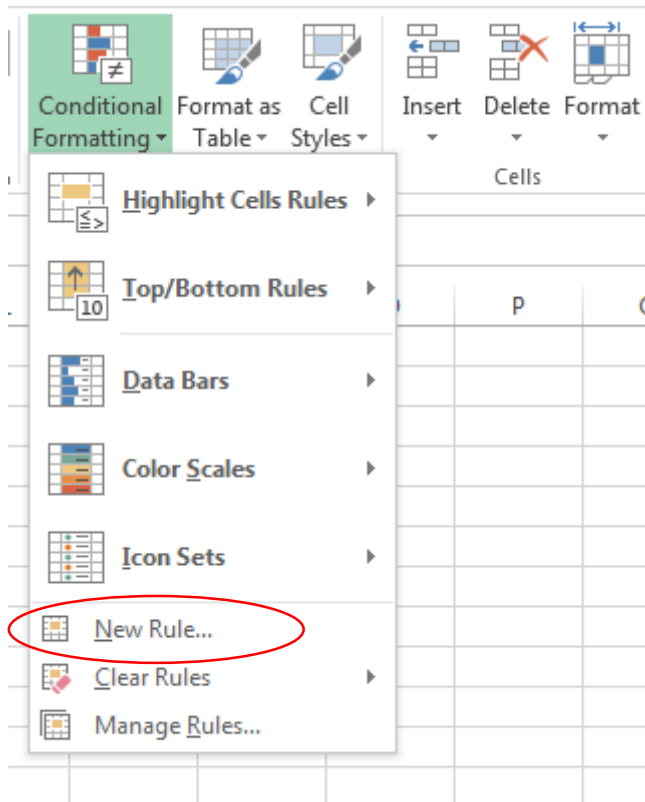 Conditional Formatting
Format as Table
Cell Styles
Insert
Delete
Format
Cells
≠
Highlight Cells Rules
≤ >
Top/Bottom Rules
10
P
Data Bars
Color Scales
Icon Sets
New Rule...
Clear Rules
Manage Rules...